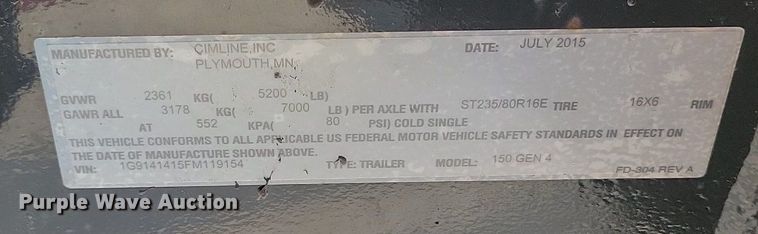 MANUFACTURED BY: CIMLINE,INC DATE: JULY 2015
PLYMOUTH,MN.
GVWR 2361 KG( 5200 LB)
GAWR ALL 3178 KG( 7000 LB) PER AXLE WITH ST235/80R16E TIRE 16X6 RIM
AT 552 KPA( 80 PSI) COLD SINGLE
THIS VEHICLE CONFORMS TO ALL APPLICABLE US FEDERAL MOTOR VEHICLE SAFETY STANDARDS IN EFFECT ON
THE DATE OF MANUFACTURE SHOWN ABOVE.
VIN: 1G9141415FM119154 TYPE: TRAILER MODEL: 150 GEN 4 FD-304 REV A
Purple Wave Auction